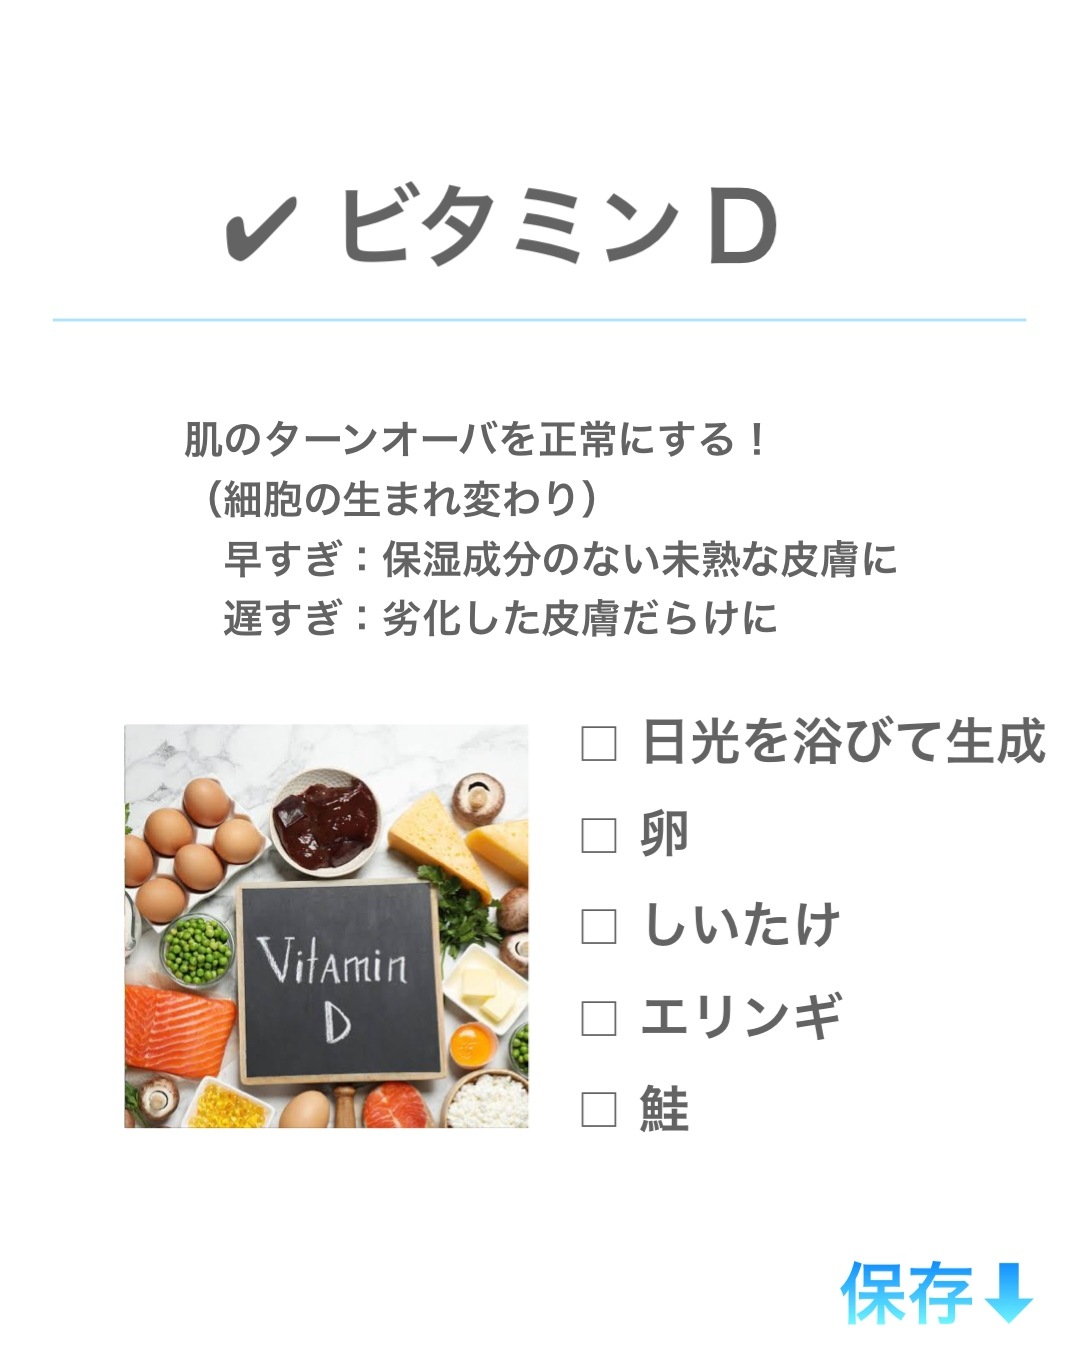 ✔ ビタミンD
肌のターンオーバを正常にする！
（細胞の生まれ変わり）
早すぎ：保湿成分のない未熟な皮膚に
遅すぎ：劣化した皮膚だらけに
Vitamin
D
□ 日光を浴びて生成
□ 卵
□ しいたけ
□ エリンギ
□ 鮭
保存⬇